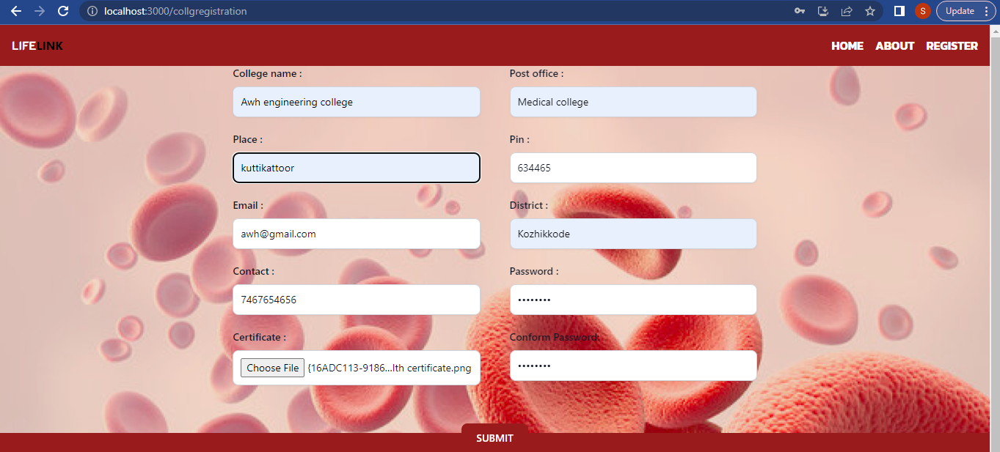 localhost:3000/collgregistration
S
Update
LIFELINK
HOME ABOUT REGISTER
College name :
Awh engineering college
Post office :
Medical college
Place :
kuttikattoor
Pin :
634465
Email :
awh@gmail.com
District :
Kozhikkode
Contact :
7467654656
Password :
••••••••
Certificate :
Choose File {16ADC113-9186...lth certificate.png
Conform Password:
••••••••
SUBMIT